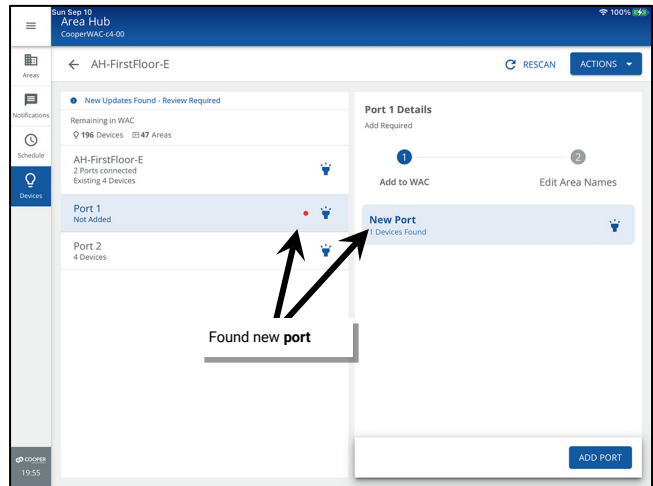 Sun Sep 10
100%
Area Hub
CooperWAC-c4-00
Areas
Notifications
Schedule
Devices
COOPER
19:55
AH-FirstFloor-E
RESCAN
ACTIONS
New Updates Found - Review Required
Remaining in WAC
196 Devices 47 Areas
AH-FirstFloor-E
2 Ports connected
Existing 4 Devices
Port 1
Not Added
Port 2
4 Devices
Port 1 Details
Add Required
1
2
Add to WAC
Edit Area Names
New Port
1 Devices Found
Found new port
ADD PORT